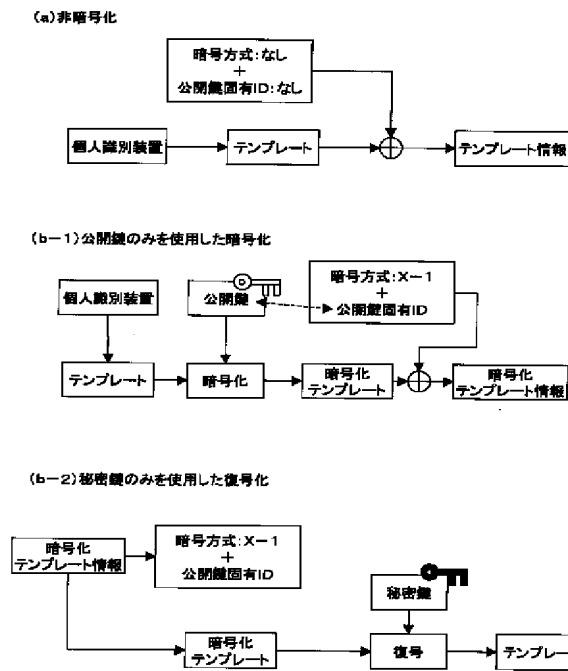 (a)非暗号化
暗号方式:なし
+
公開鍵固有ID:なし
個人識別装置
テンプレート
テンプレート情報
(b-1)公開鍵のみを使用した暗号化
個人識別装置
公開鍵
暗号方式:X-1
+
公開鍵固有ID
テンプレート
暗号化
暗号化
テンプレート
暗号化
テンプレート情報
(b-2)秘密鍵のみを使用した復号化
暗号化
テンプレート情報
暗号方式:X-1
+
公開鍵固有ID
秘密鍵
暗号化
テンプレート
復号
テンプレー